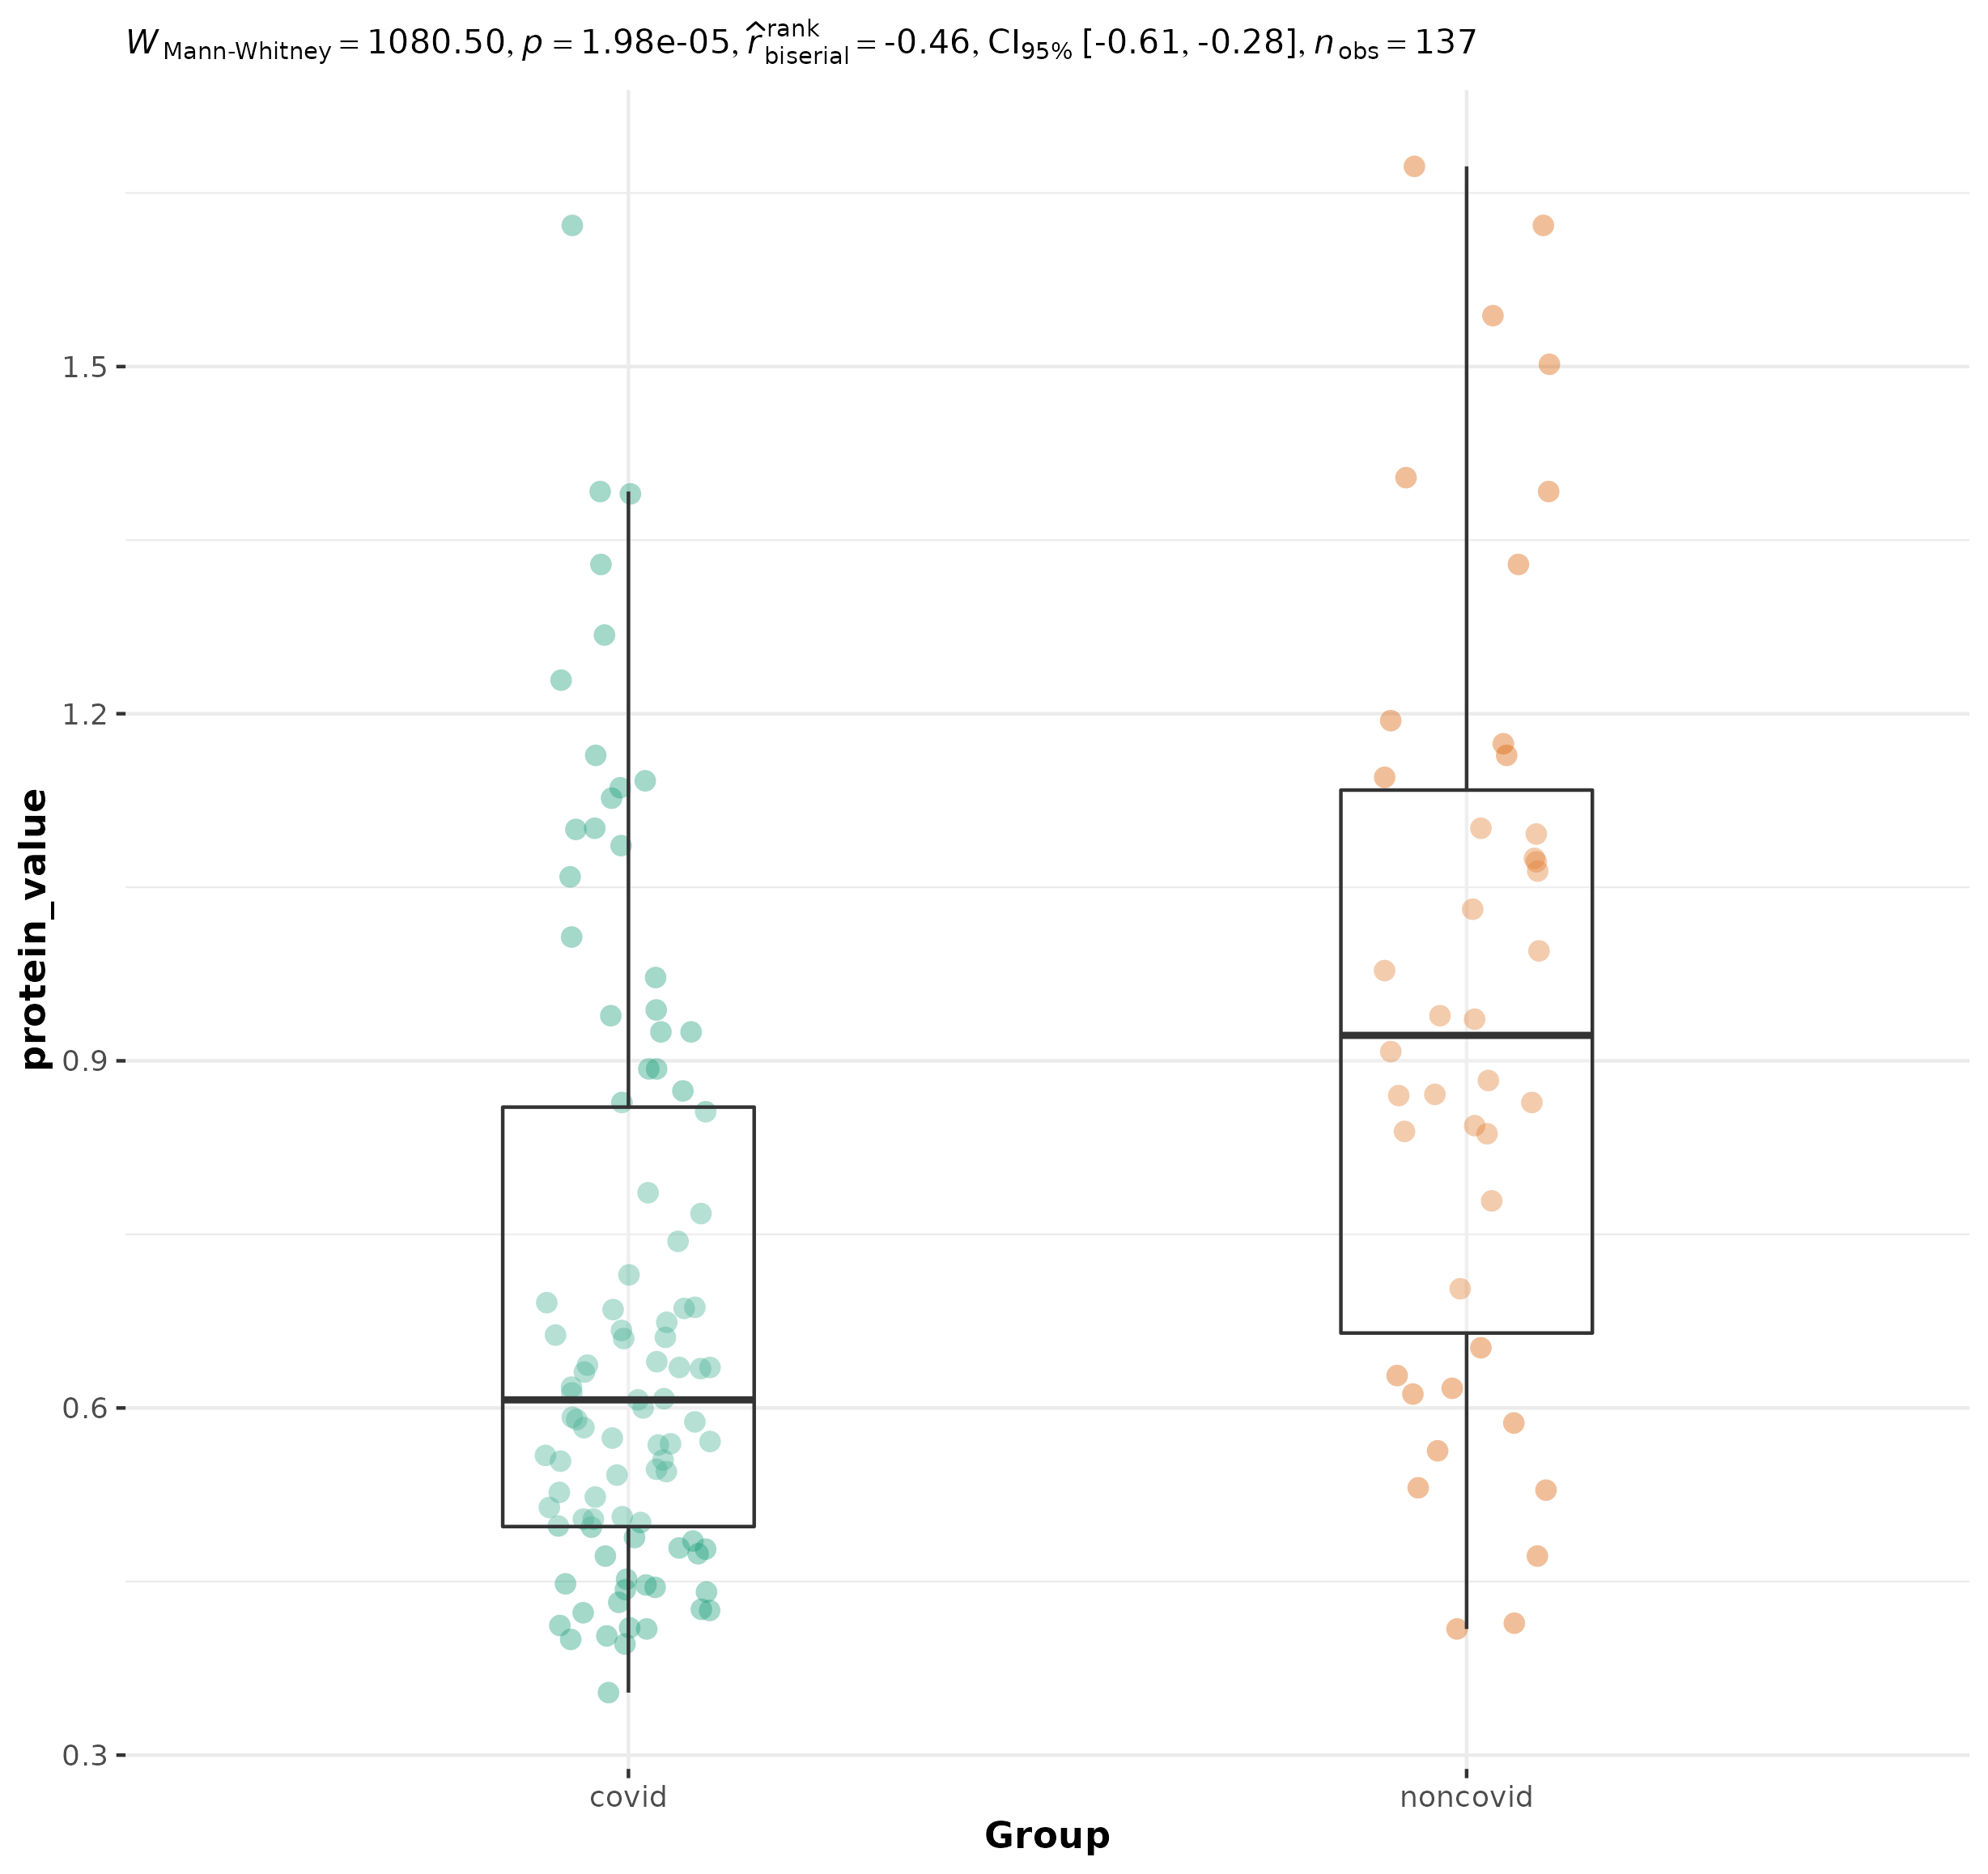 W Mann-Whitney = 1080.50, p = 1.98e-05, r̂ rank biserial = -0.46, CI95% [-0.61, -0.28], n obs = 137
protein_value
1.5
1.2
0.9
0.6
0.3
covid noncovid
Group